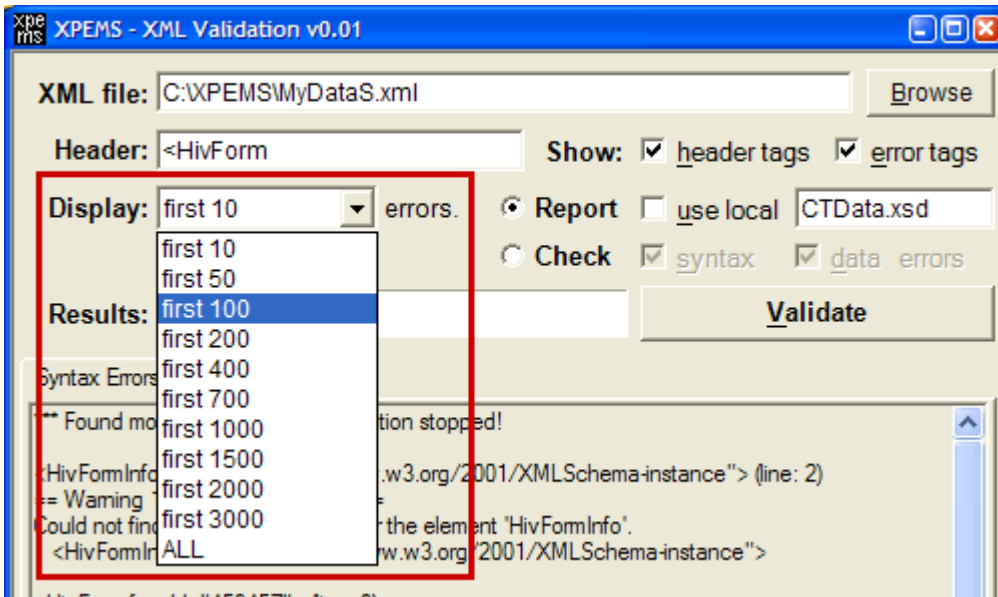 xpe ms XPEMS - XML Validation v0.01
XML file: C:\XPEMS\MyDataS.xml Browse
Header: <HivForm Show: header tags error tags
Display: first 10 errors. Report use local CTData.xsd
first 10
Check syntax data errors
first 50
Results: first 100 Validate
first 200
first 400
Syntax Errors
first 700
*** Found mo tion stopped!
first 1000
first 1500
<HivFormInfo .w3.org/2001/XMLSchema-instance"> (line: 2)
== Warning
first 2000
Could not find r the element 'HivFormInfo'.
first 3000
<HivFormIn w.w3.org/2001/XMLSchema-instance">
ALL